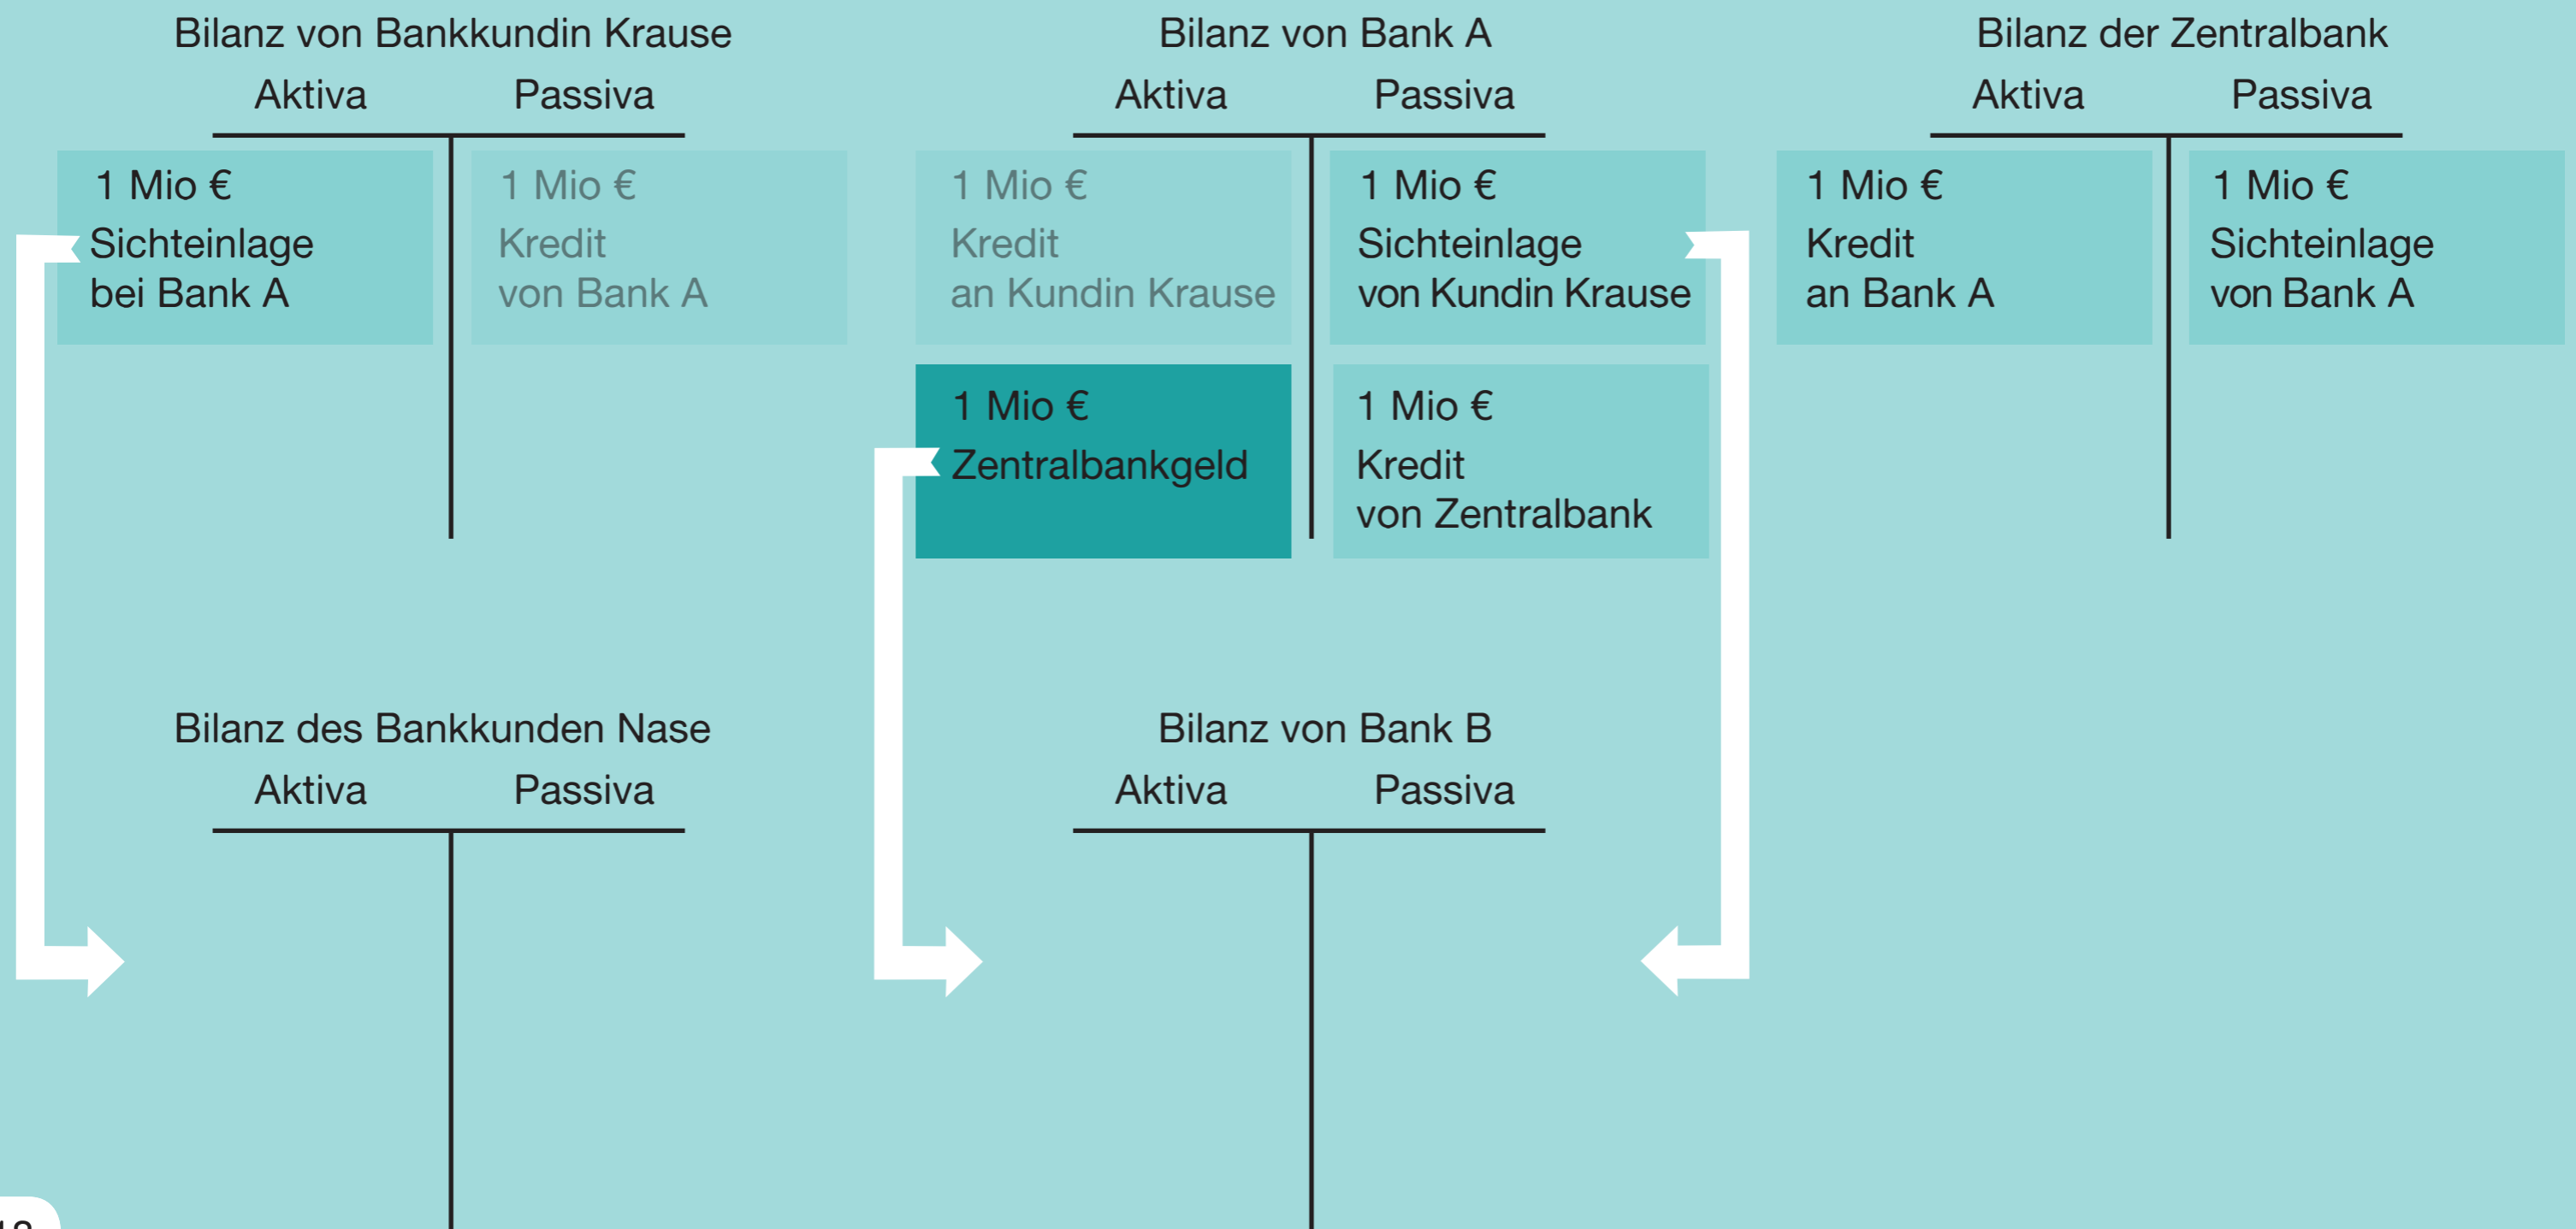 Bilanz von Bankkundin Krause
Aktiva Passiva
1 Mio €
Sichteinlage
bei Bank A
1 Mio €
Kredit
von Bank A
Bilanz von Bank A
Aktiva Passiva
1 Mio €
Kredit
an Kundin Krause
1 Mio €
Sichteinlage
von Kundin Krause
1 Mio €
Zentralbankgeld
1 Mio €
Kredit
von Zentralbank
Bilanz der Zentralbank
Aktiva Passiva
1 Mio €
Kredit
an Bank A
1 Mio €
Sichteinlage
von Bank A
Bilanz des Bankkunden Nase
Aktiva Passiva
Bilanz von Bank B
Aktiva Passiva